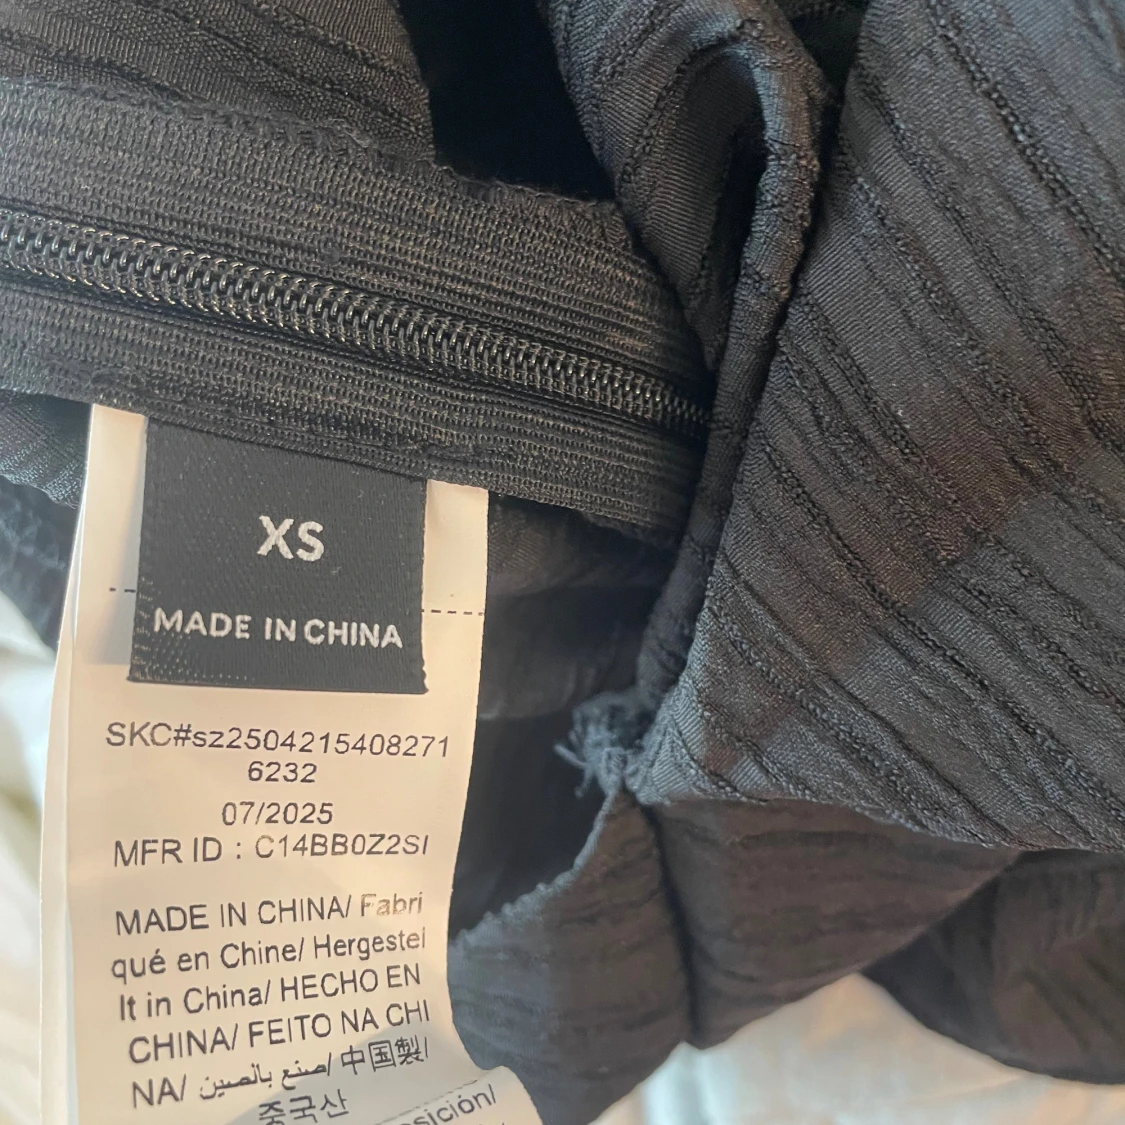 XS
MADE IN CHINA
SKC#sz2504215408271
6232
07/2025
MFR ID : C14BB0Z2SI
MADE IN CHINA/ Fabri
qué en Chine/ Hergestel
lt in China/ HECHO EN
CHINA/ FEITO NA CHI
NA/ صنع بالصين/ 中国製/
중국산